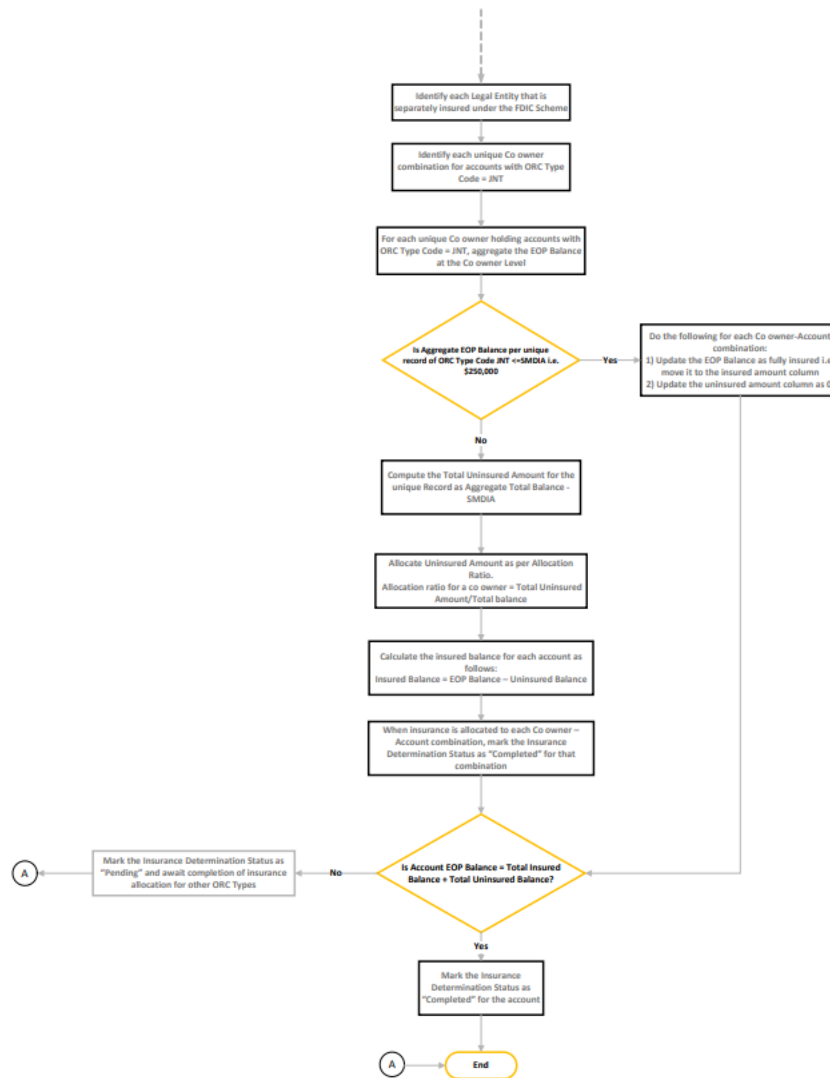 Identify each Legal Entity that is
separately insured under the FDIC Scheme
Identify each unique Co owner
combination for accounts with ORC Type
Code = JNT
For each unique Co owner holding accounts with
ORC Type Code = JNT, aggregate the EOP Balance
at the Co owner Level
Is Aggregate EOP Balance per unique
record of ORC Type Code JNT <=SMDIA i.e.
$250,000
Yes
Do the following for each Co owner-Account
combination:
1) Update the EOP Balance as fully insured i.e
move it to the insured amount column
2) Update the uninsured amount column as 0
No
Compute the Total Uninsured Amount for the
unique Record as Aggregate Total Balance -
SMDIA
Allocate Uninsured Amount as per Allocation
Ratio.
Allocation ratio for a co owner = Total Uninsured
Amount/Total balance
Calculate the insured balance for each account as
follows:
Insured Balance = EOP Balance – Uninsured Balance
When insurance is allocated to each Co owner –
Account combination, mark the Insurance
Determination Status as “Completed” for that
combination
Is Account EOP Balance = Total Insured
Balance + Total Uninsured Balance?
No
Mark the Insurance Determination Status as
“Pending” and await completion of insurance
allocation for other ORC Types
A
Yes
Mark the Insurance
Determination Status as
“Completed” for the account
A
End